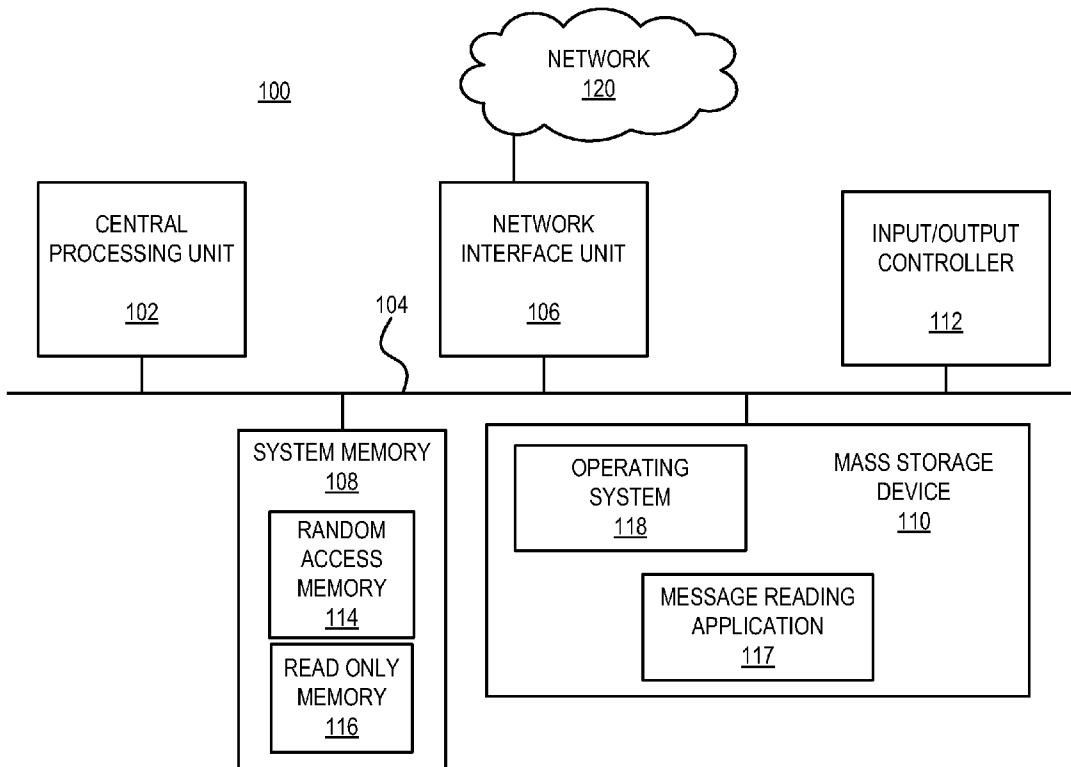 NETWORK
120
100
CENTRAL
PROCESSING UNIT
102
NETWORK
INTERFACE UNIT
106
INPUT/OUTPUT
CONTROLLER
112
104
SYSTEM MEMORY
108
RANDOM
ACCESS
MEMORY
114
READ ONLY
MEMORY
116
OPERATING
SYSTEM
118
MASS STORAGE
DEVICE
110
MESSAGE READING
APPLICATION
117